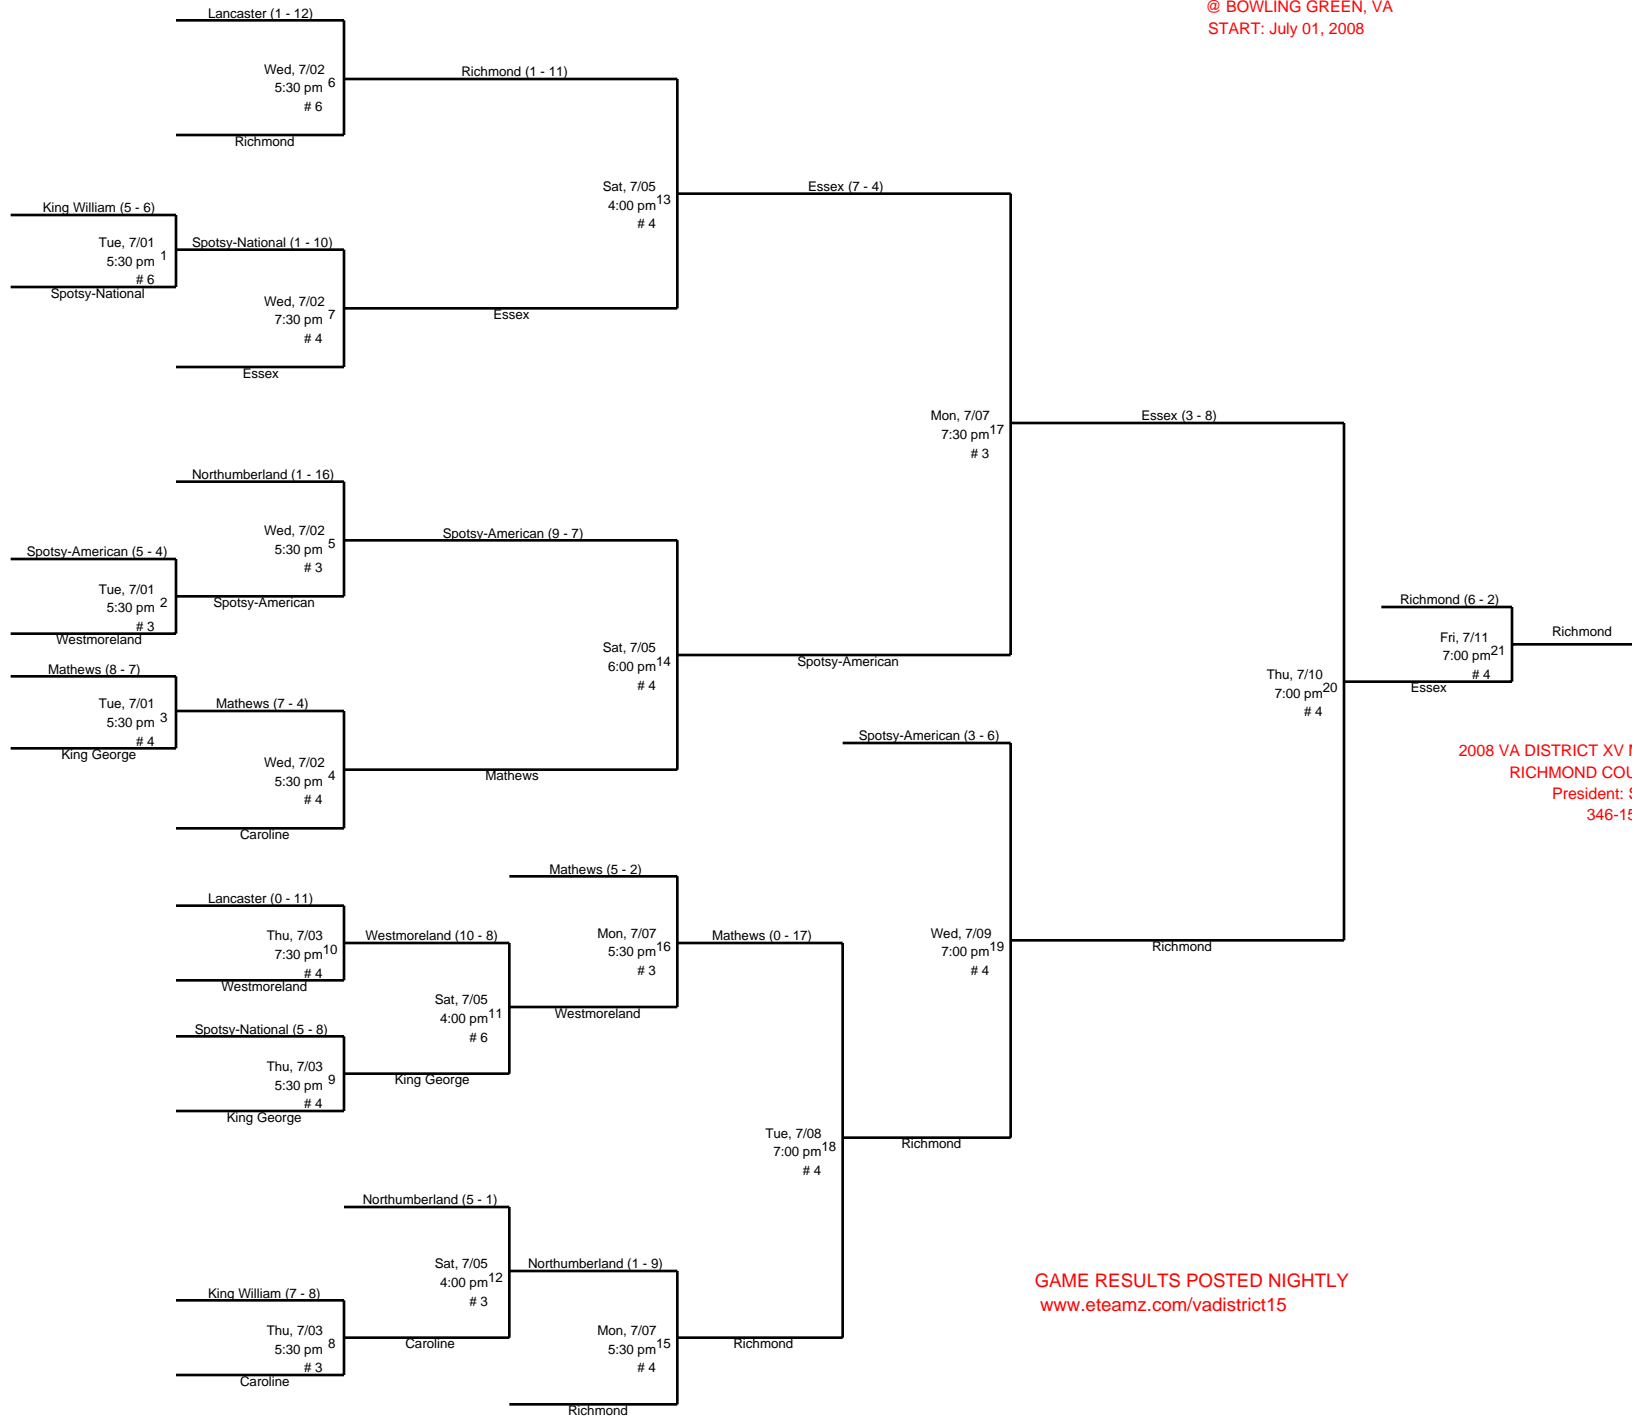 @ BOWLING GREEN, VA
START: July 01, 2008
Lancaster (1 - 12)
Wed, 7/02
5:30 pm 6
# 6
Richmond
Richmond (1 - 11)
King William (5 - 6)
Tue, 7/01
5:30 pm 1
# 6
Spotsy-National
Spotsy-National (1 - 10)
Wed, 7/02
7:30 pm 7
# 4
Essex
Essex
Sat, 7/05
4:00 pm 13
# 4
Essex (7 - 4)
Northumberland (1 - 16)
Wed, 7/02
5:30 pm 5
# 3
Spotsy-American (5 - 4)
Tue, 7/01
5:30 pm 2
# 3
Westmoreland
Spotsy-American
Spotsy-American (9 - 7)
Mathews (8 - 7)
Tue, 7/01
5:30 pm 3
# 4
King George
Mathews (7 - 4)
Wed, 7/02
5:30 pm 4
# 4
Caroline
Mathews
Sat, 7/05
6:00 pm 14
# 4
Spotsy-American
Mon, 7/07
7:30 pm 17
# 3
Essex (3 - 8)
Thu, 7/10
7:00 pm 20
# 4
Richmond (6 - 2)
Fri, 7/11
7:00 pm 21
# 4
Essex
Richmond
2008 VA DISTRICT XV
RICHMOND
President:
Spotsy-American (3 - 6)
Wed, 7/09
7:00 pm 19
# 4
Richmond
Lancaster (0 - 11)
Thu, 7/03
7:30 pm 10
# 4
Westmoreland
Westmoreland (10 - 8)
Sat, 7/05
4:00 pm 11
# 6
Spotsy-National (5 - 8)
Thu, 7/03
5:30 pm 9
# 4
King George
King George
Mathews (5 - 2)
Mon, 7/07
5:30 pm 16
# 3
Westmoreland
Mathews (0 - 17)
Tue, 7/08
7:00 pm 18
# 4
Richmond
Northumberland (5 - 1)
Sat, 7/05
4:00 pm 12
# 3
King William (7 - 8)
Thu, 7/03
5:30 pm 8
# 3
Caroline
Caroline
Northumberland (1 - 9)
Mon, 7/07
5:30 pm 15
# 4
Richmond
Richmond
GAME RESULTS POSTED NIGHTLY
www.eteamz.com/vadistrict15